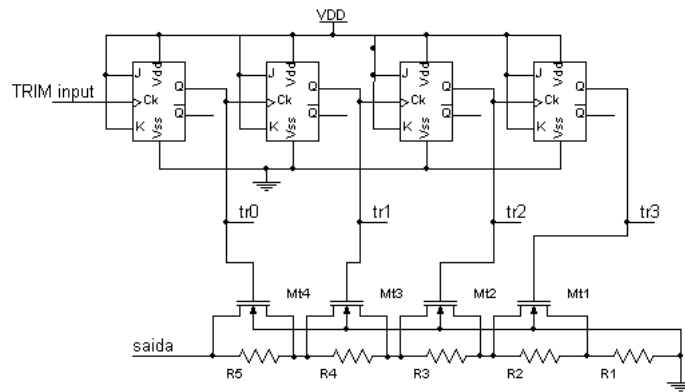 VDD
J Vdd Q J Vdd Q J Vdd Q J Vdd Q
TRIM input Ck Q Ck Q Ck Q Ck Q
K Vss K Vss K Vss K Vss
tr0 tr1 tr2 tr3
Mt4 Mt3 Mt2 Mt1
saida
R5 R4 R3 R2 R1